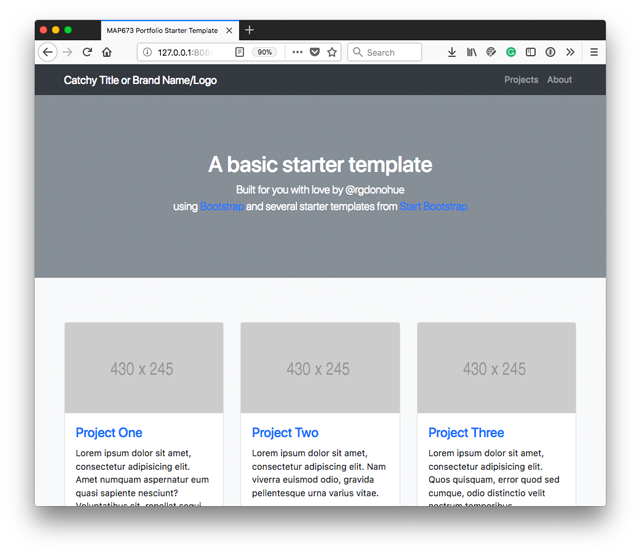 MAP673 Portfolio Starter Template
127.0.0.1:808
90%
Search
Catchy Title or Brand Name/Logo
Projects About
A basic starter template
Built for you with love by @rgdonohue
using Bootstrap and several starter templates from Start Bootstrap
430 x 245
430 x 245
430 x 245
Project One
Lorem ipsum dolor sit amet,
consectetur adipisicing elit.
Amet numquam aspernatur eum
quasi sapiente nesciunt?
Voluptatibus sit, repellat sequi
Project Two
Lorem ipsum dolor sit amet,
consectetur adipiscing elit. Nam
viverra euismod odio, gravida
pellentesque urna varius vitae.
Project Three
Lorem ipsum dolor sit amet,
consectetur adipisicing elit.
Quos quisquam, error quod sed
cumque, odio distinctio velit
nostrum temporibus